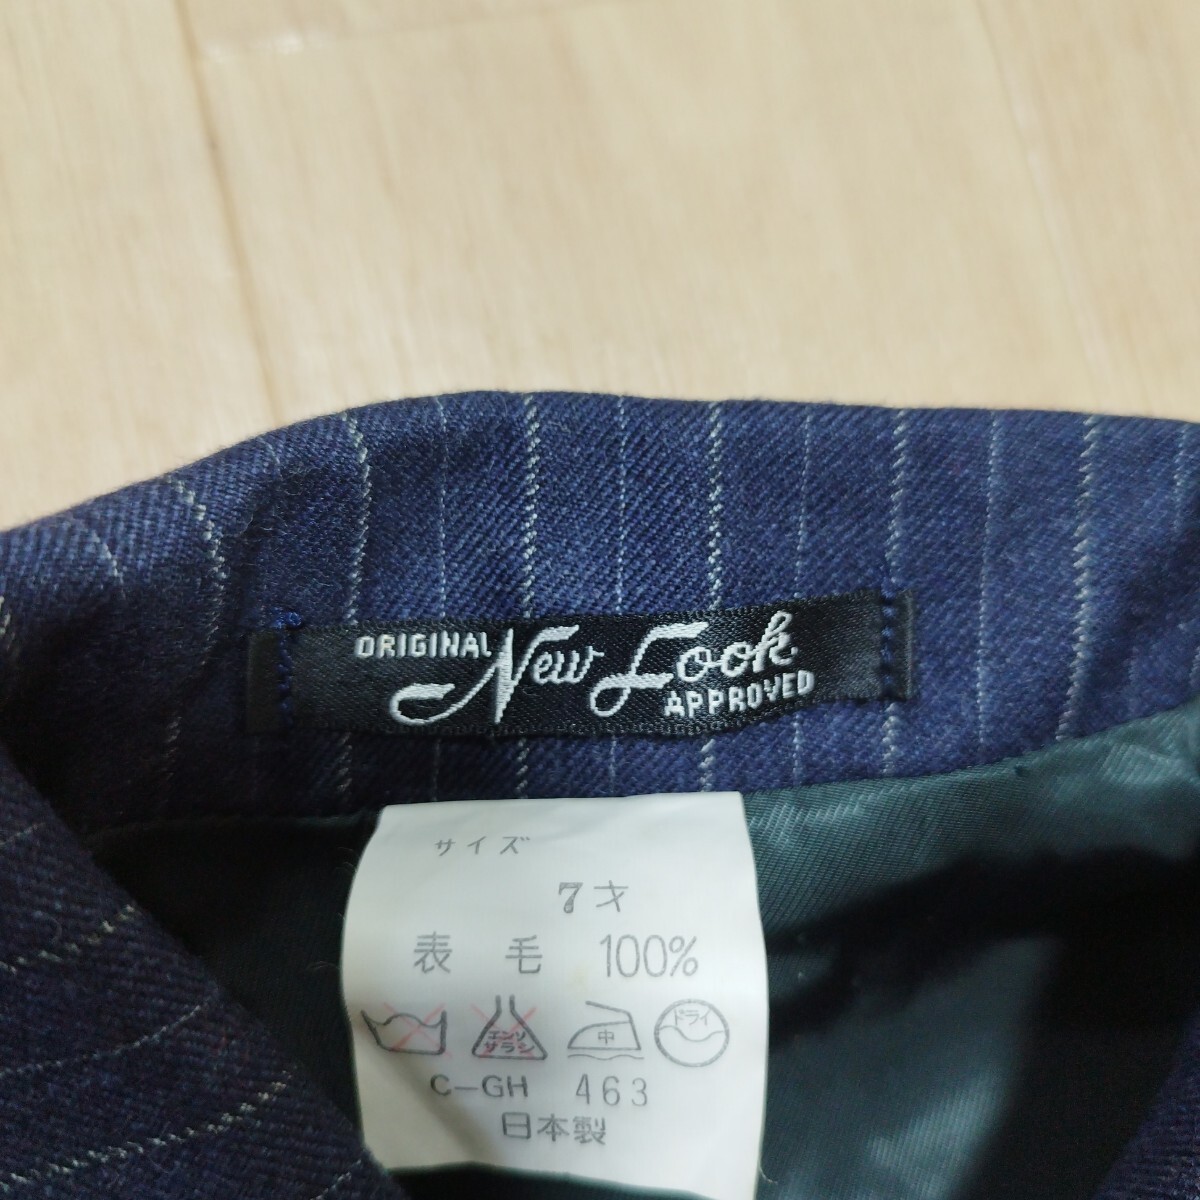 ORIGINAL
New Look
APPROVED
サイズ
7才
表 毛 100%
エンソ
サラシ
中
ドライ
C-GH 463
日本製